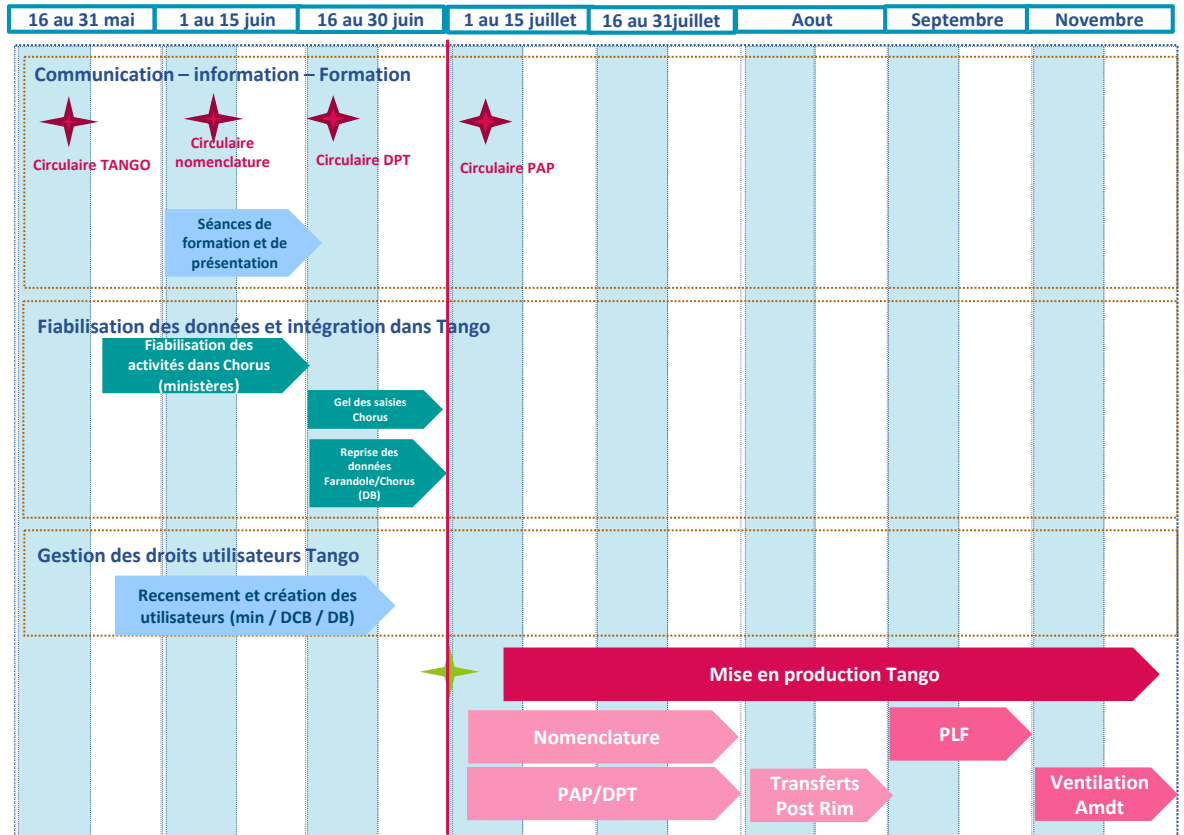 16 au 31 mai
1 au 15 juin
16 au 30 juin
1 au 15 juillet
16 au 31juillet
Aout
Septembre
Novembre
Communication – information – Formation
Circulaire TANGO
Circulaire
nomenclature
Circulaire DPT
Circulaire PAP
Séances de
formation et de
présentation
Fiabilisation des données et intégration dans Tango
Fiabilisation des
activités dans Chorus
(ministères)
Gel des saisies
Chorus
Reprise des
données
Farandole/Chorus
(DB)
Gestion des droits utilisateurs Tango
Recensement et création des
utilisateurs (min / DCB / DB)
Mise en production Tango
Nomenclature
PLF
PAP/DPT
Transferts
Post Rim
Ventilation
Amdt